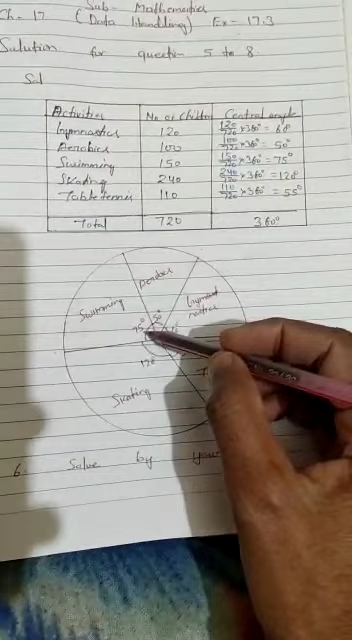 Sub- Mathematics
Ch- 17 (Data Handling) Ex- 17.3
Solution for question 5 to 8
Sol
Activities No. of Children Central angle
Gymnastics 120 120/720 ×360° = 60°
Aerobics 100 100/720 ×360° = 50°
Swimming 150 150/720 ×360° = 75°
Skating 240 240/720 ×360° = 120°
Table tennis 110 110/720 ×360° = 55°
Total 720 360°
Aerobics
Swimming
Gymnastics
75° 50°
120
Skating
6. Solve by your